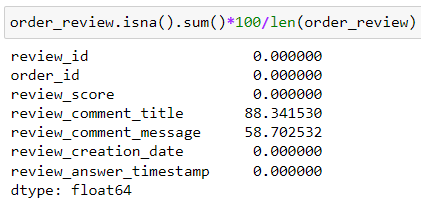 order_review.isna().sum()*100/len(order_review)
review_id 0.000000
order_id 0.000000
review_score 0.000000
review_comment_title 88.341530
review_comment_message 58.702532
review_creation_date 0.000000
review_answer_timestamp 0.000000
dtype: float64